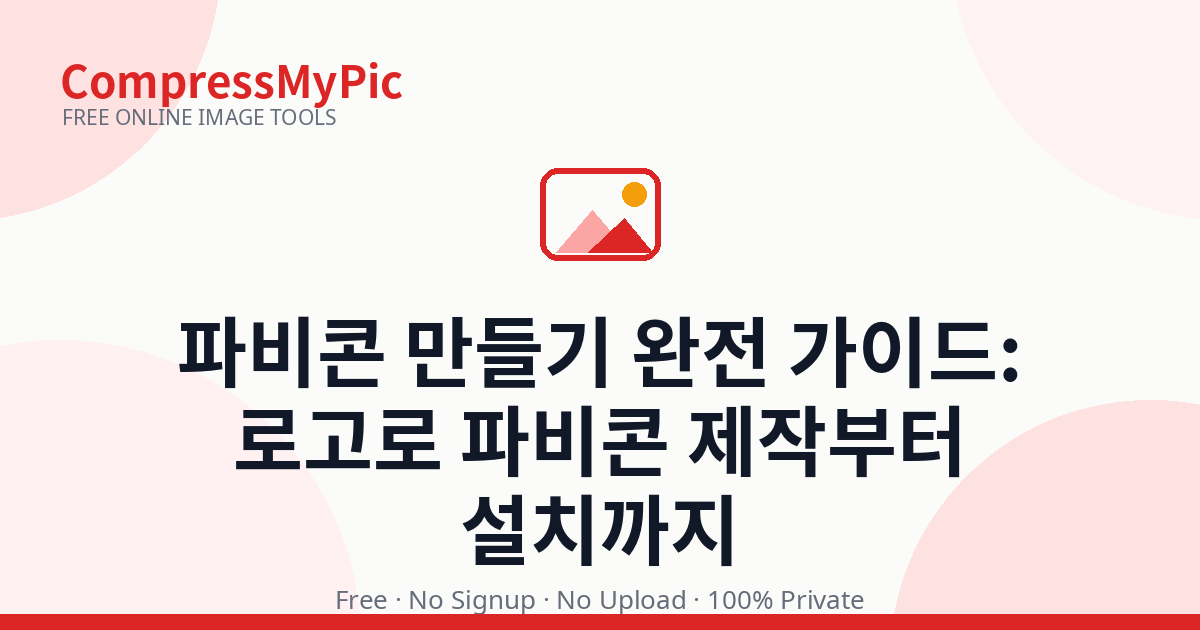 CompressMyPic
FREE ONLINE IMAGE TOOLS
파비콘 만들기 완전 가이드:
로고로 파비콘 제작부터
설치까지
Free · No Signup · No Upload · 100% Private